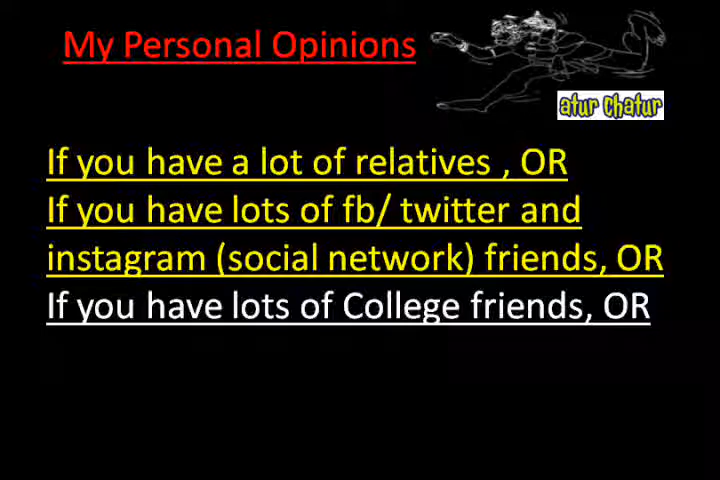 My Personal Opinions
atur chatur
If you have a lot of relatives , OR
If you have lots of fb/ twitter and
instagram (social network) friends, OR
If you have lots of College friends, OR